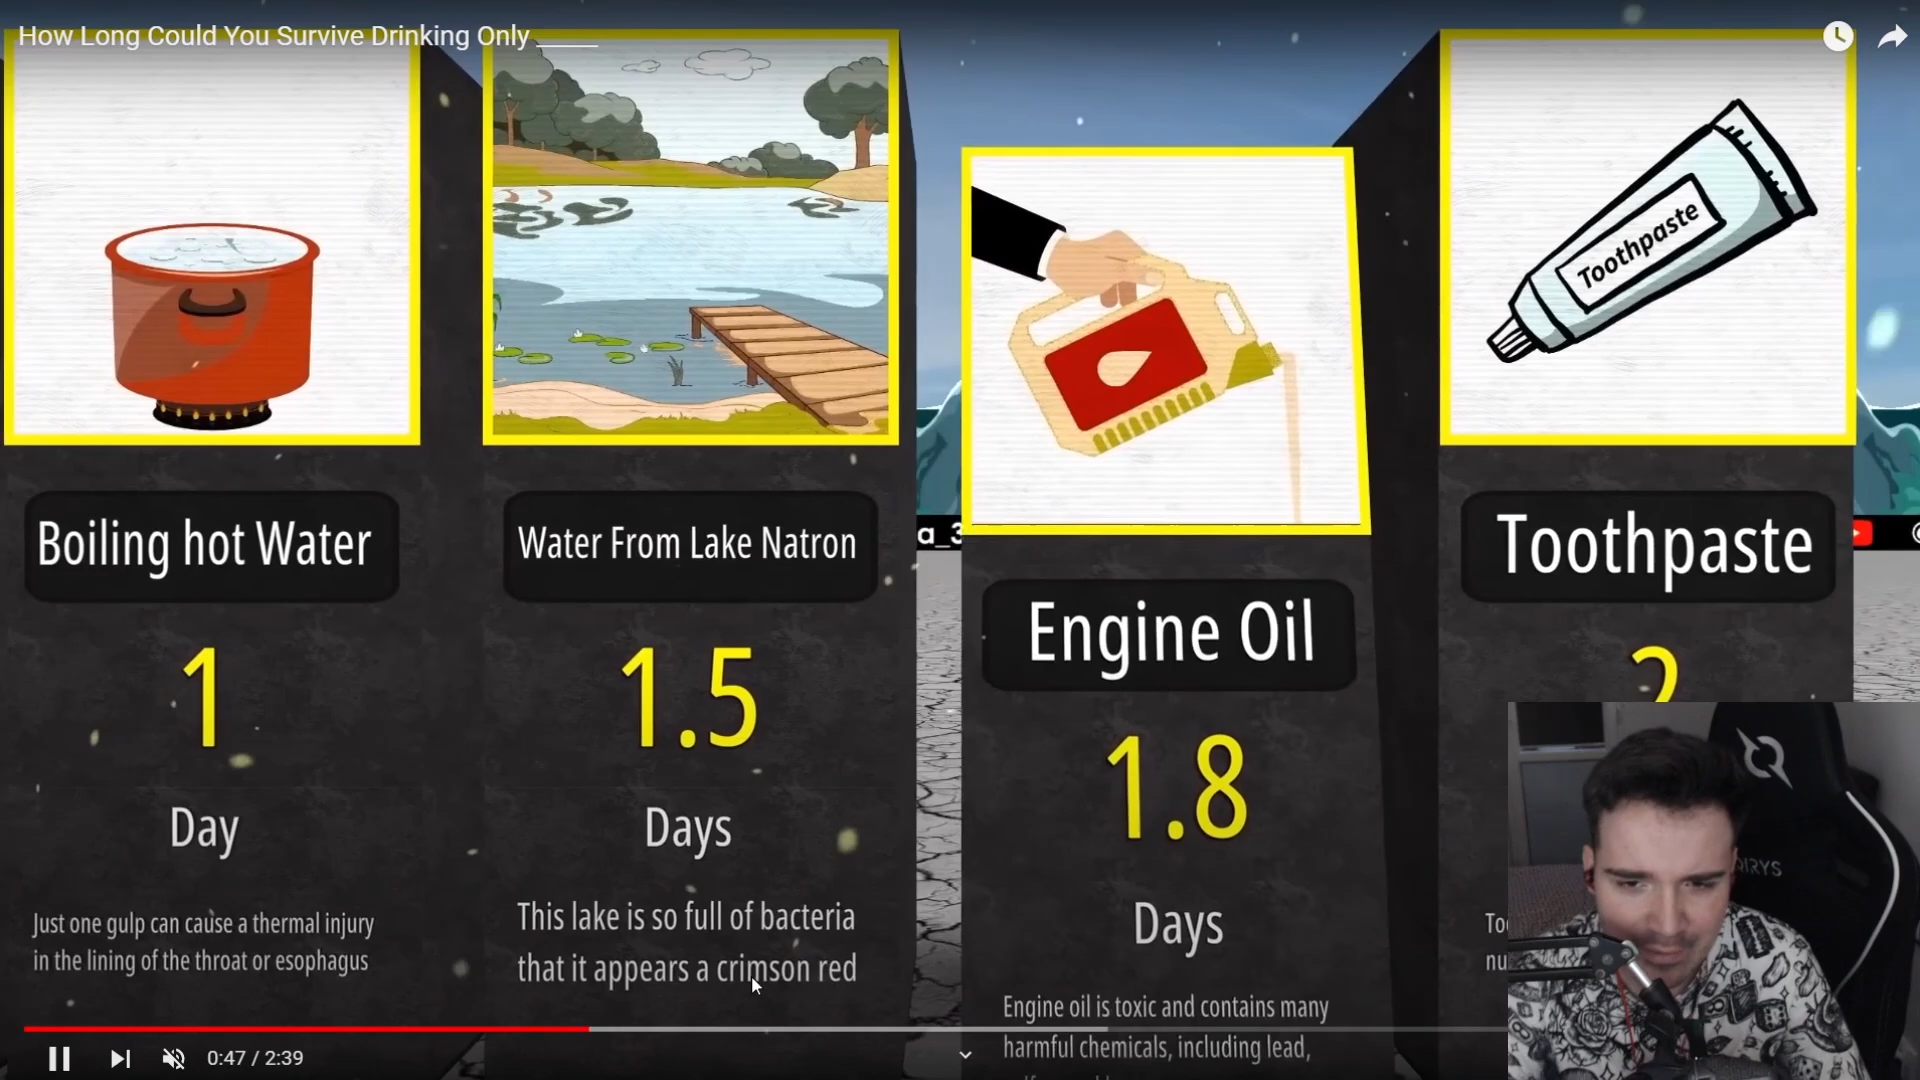 How Long Could You Survive Drinking Only _____
Toothpaste
Boiling hot Water
1
Day
Just one gulp can cause a thermal injury
in the lining of the throat or esophagus
Water From Lake Natron
1.5
Days
This lake is so full of bacteria
that it appears a crimson red
a_3
Engine Oil
1.8
Days
Engine oil is toxic and contains many
harmful chemicals, including lead,
Toothpaste
2
0:47 / 2:39